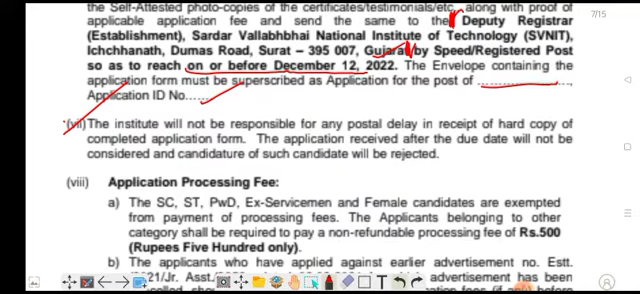 the Self-Attested photo-copies of the certificates/testimonials/etc. along with proof of
applicable application fee and send the same to the Deputy Registrar
(Establishment), Sardar Vallabhbhai National Institute of Technology (SVNIT),
Ichchhanath, Dumas Road, Surat – 395 007, Gujarat by Speed/Registered Post
so as to reach on or before December 12, 2022. The Envelope containing the
application form must be superscribed as Application for the post of ....................,
Application ID No.....
(vii) The institute will not be responsible for any postal delay in receipt of hard copy of
completed application form. The application received after the due date will not be
considered and candidature of such candidate will be rejected.
(viii) Application Processing Fee:
a) The SC, ST, PwD, Ex-Servicemen and Female candidates are exempted
from payment of processing fees. The Applicants belonging to other
category shall be required to pay a non-refundable processing fee of Rs.500
(Rupees Five Hundred only).
b) The applicants who have applied against earlier advertisement no. Estt.
advertisement has been
7/15